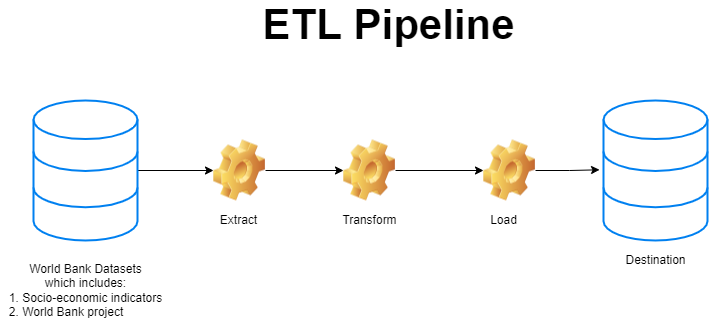 ETL Pipeline
Extract
Transform
Load
Destination
World Bank Datasets
which includes:
1. Socio-economic indicators
2. World Bank project